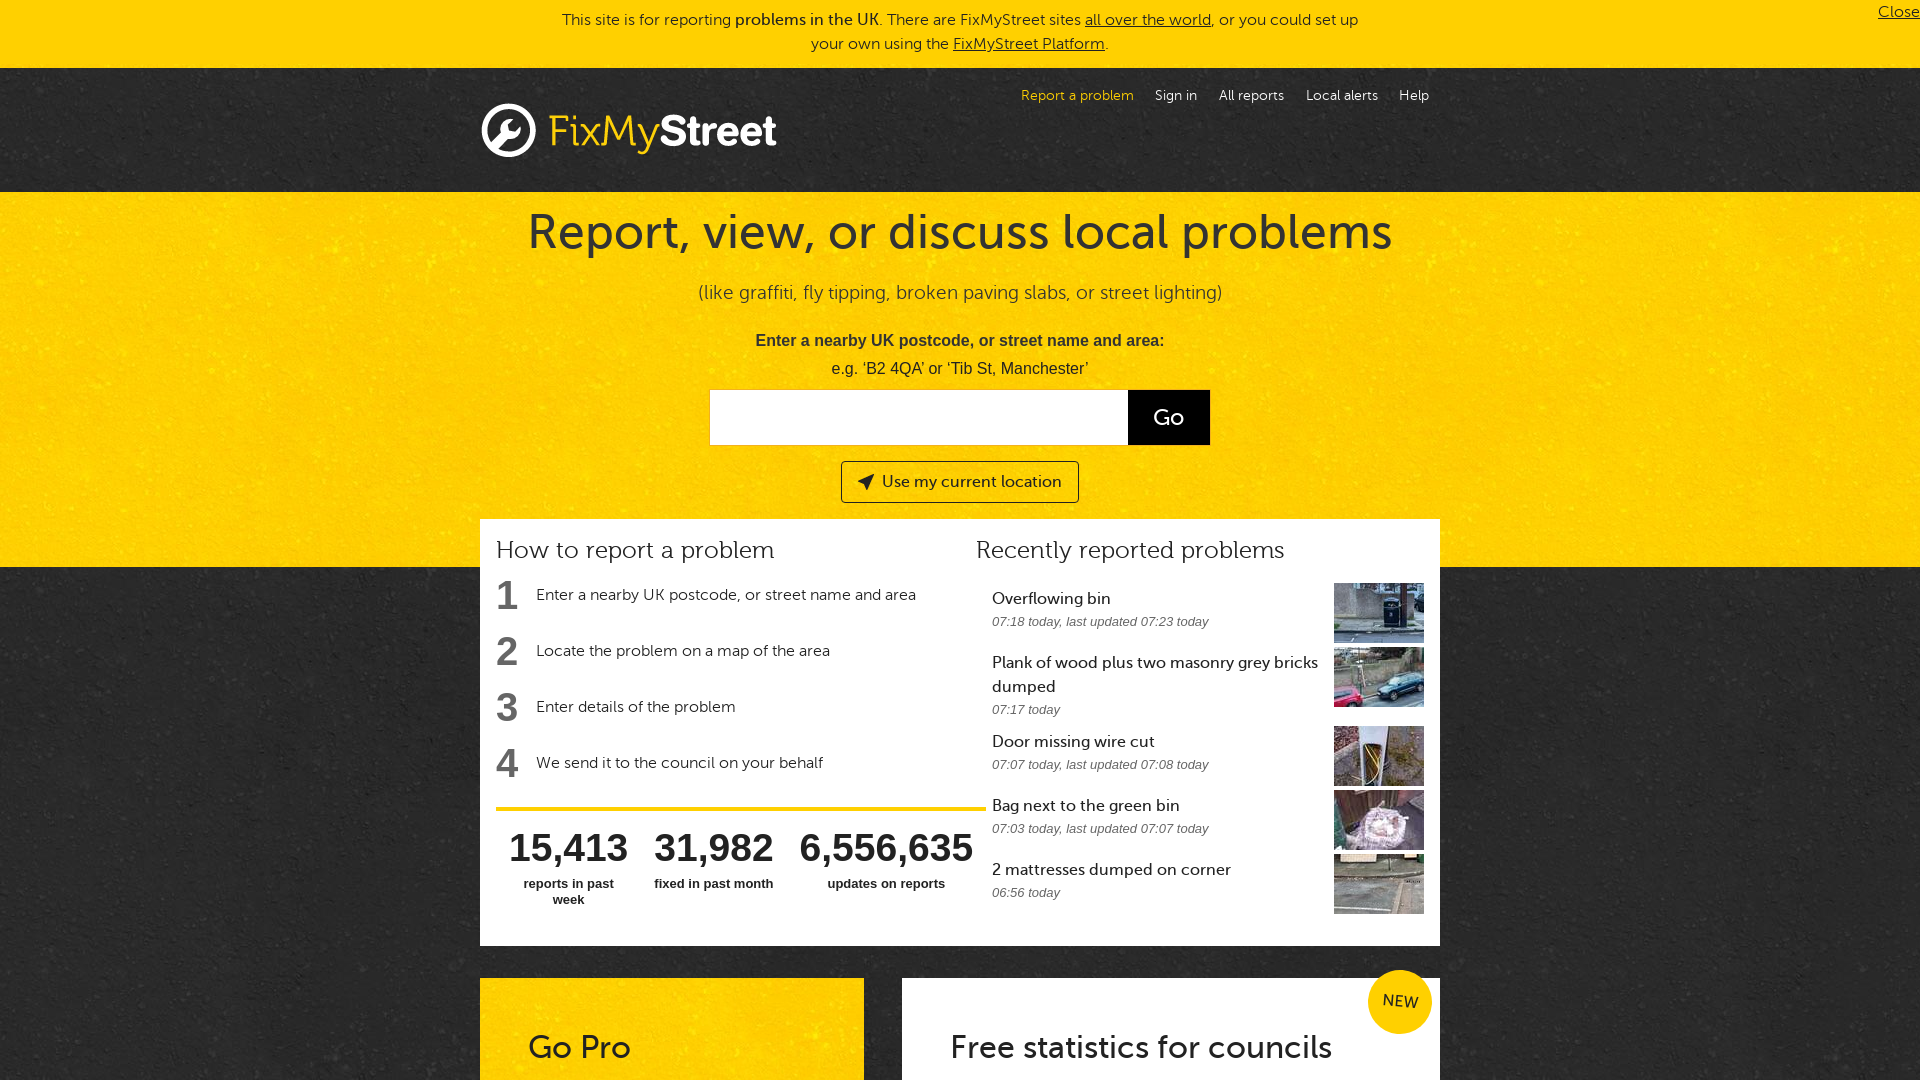 This site is for reporting problems in the UK. There are FixMyStreet sites all over the world, or you could set up
your own using the FixMyStreet Platform.
Close
Report a problem
Sign in
All reports
Local alerts
Help
FixMyStreet
Report, view, or discuss local problems
(like graffiti, fly tipping, broken paving slabs, or street lighting)
Enter a nearby UK postcode, or street name and area:
e.g. ‘B2 4QA’ or ‘Tib St, Manchester’
Go
Use my current location
How to report a problem
1 Enter a nearby UK postcode, or street name and area
2 Locate the problem on a map of the area
3 Enter details of the problem
4 We send it to the council on your behalf
15,413
reports in past
week
31,982
fixed in past month
6,556,635
updates on reports
Recently reported problems
Overflowing bin
07:18 today, last updated 07:23 today
Plank of wood plus two masonry grey bricks
dumped
07:17 today
Door missing wire cut
07:07 today, last updated 07:08 today
Bag next to the green bin
07:03 today, last updated 07:07 today
2 mattresses dumped on corner
06:56 today
Go Pro
NEW
Free statistics for councils